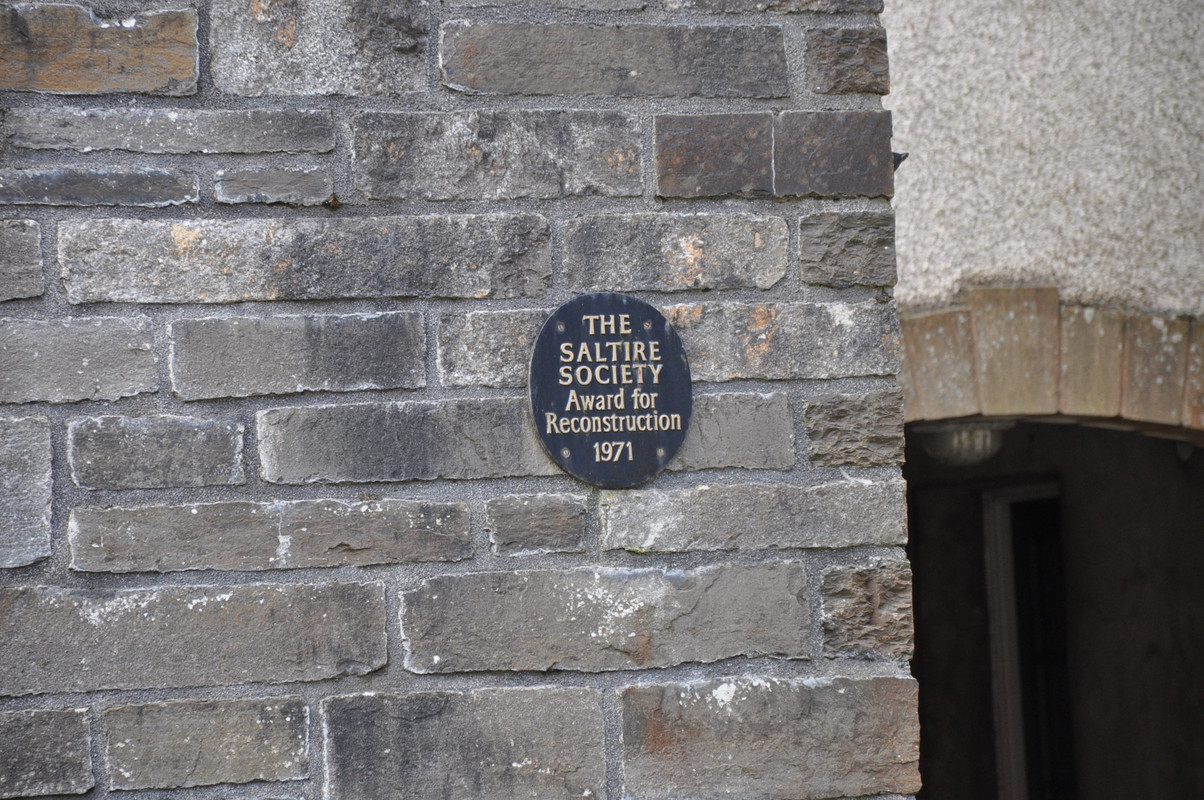 THE
SALTIRE
SOCIETY
Award for
Reconstruction
1971